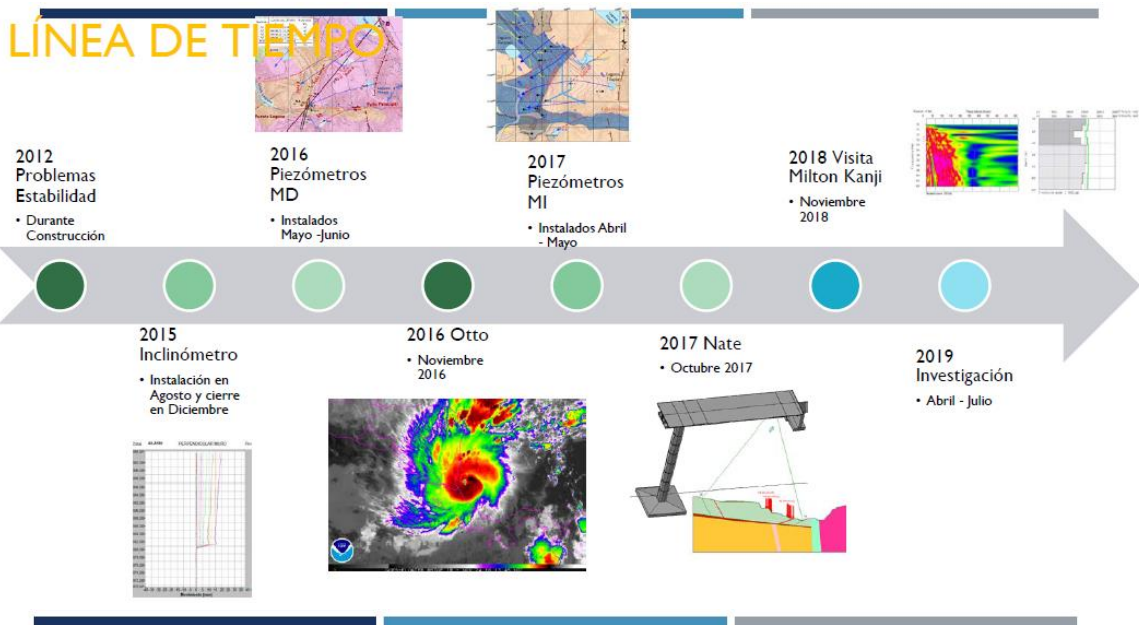 LÍNEA DE TIEMPO
2012
Problemas
Estabilidad
• Durante
Construcción
2015
Inclinómetro
• Instalación en
Agosto y cierre
en Diciembre
2016
Piezómetros
MD
• Instalados
Mayo -Junio
2016 Otto
• Noviembre
2016
2017
Piezómetros
MI
• Instalados Abril
- Mayo
2017 Nate
• Octubre 2017
2018 Visita
Milton Kanji
• Noviembre
2018
2019
Investigación
• Abril - Julio